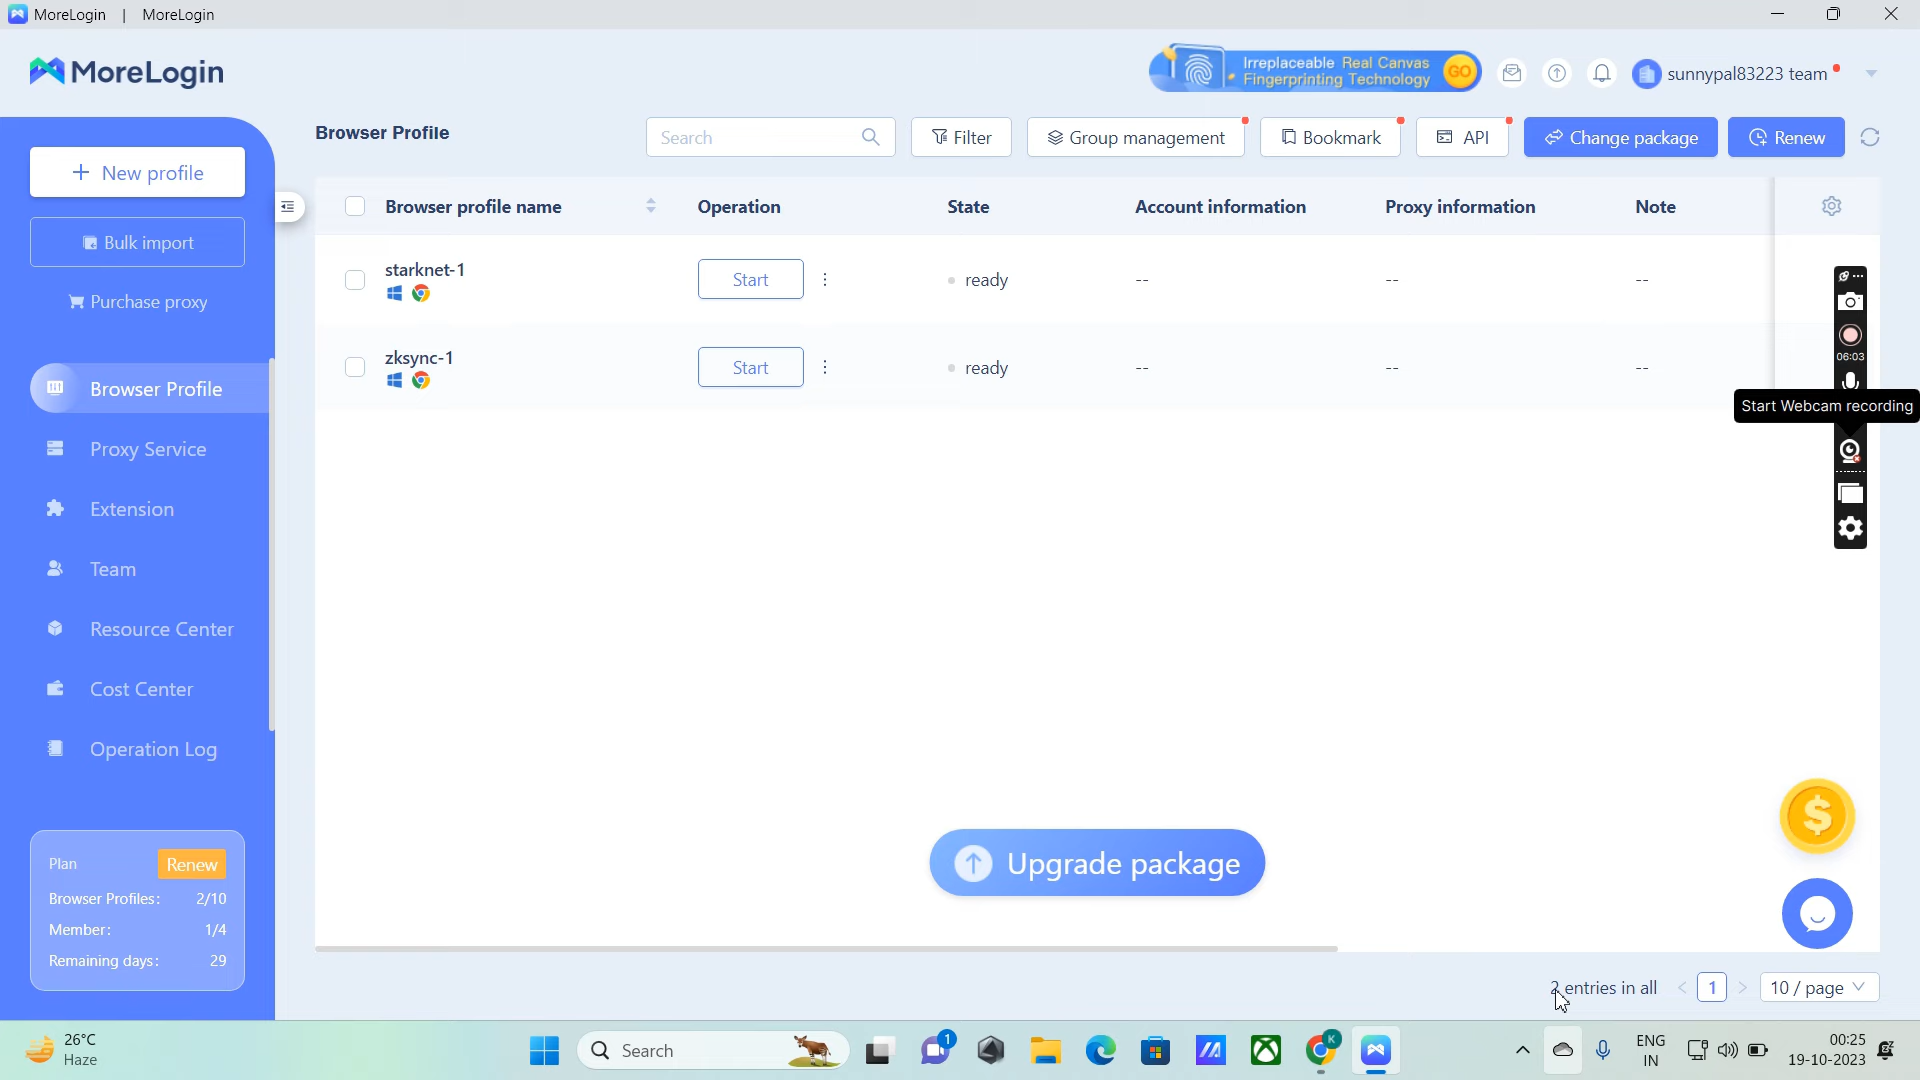 MoreLogin | MoreLogin
MoreLogin
Irreplaceable Real Canvas
Fingerprinting Technology
GO
sunnypal83223 team
Browser Profile
Search
Filter
Group management
Bookmark
API
Change package
Renew
New profile
Bulk import
Purchase proxy
Browser profile name
Operation
State
Account information
Proxy information
Note
starknet-1
Start
ready
--
--
--
zksync-1
Start
ready
--
--
--
06:03
Start Webcam recording
Browser Profile
Proxy Service
Extension
Team
Resource Center
Cost Center
Operation Log
Plan
Renew
Browser Profiles: 2/10
Member: 1/4
Remaining days: 29
Upgrade package
$
2 entries in all
1
10 / page
26°C
Haze
Search
1
K
ENG
IN
00:25
19-10-2023